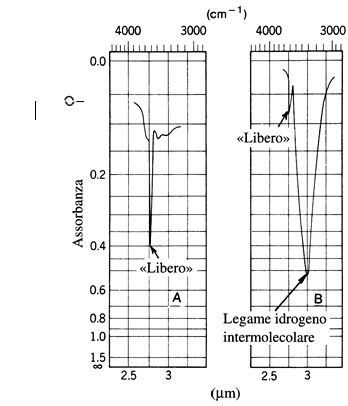 (cm⁻¹)
4000 3000 4000 3000
0.0
«Libero»
0.2
Assorbanza
0.4
«Libero»
0.6
A B
Legame idrogeno
intermolecolare
0.8
1.0
1.5
∞
2.5 3 2.5 3
(μm)